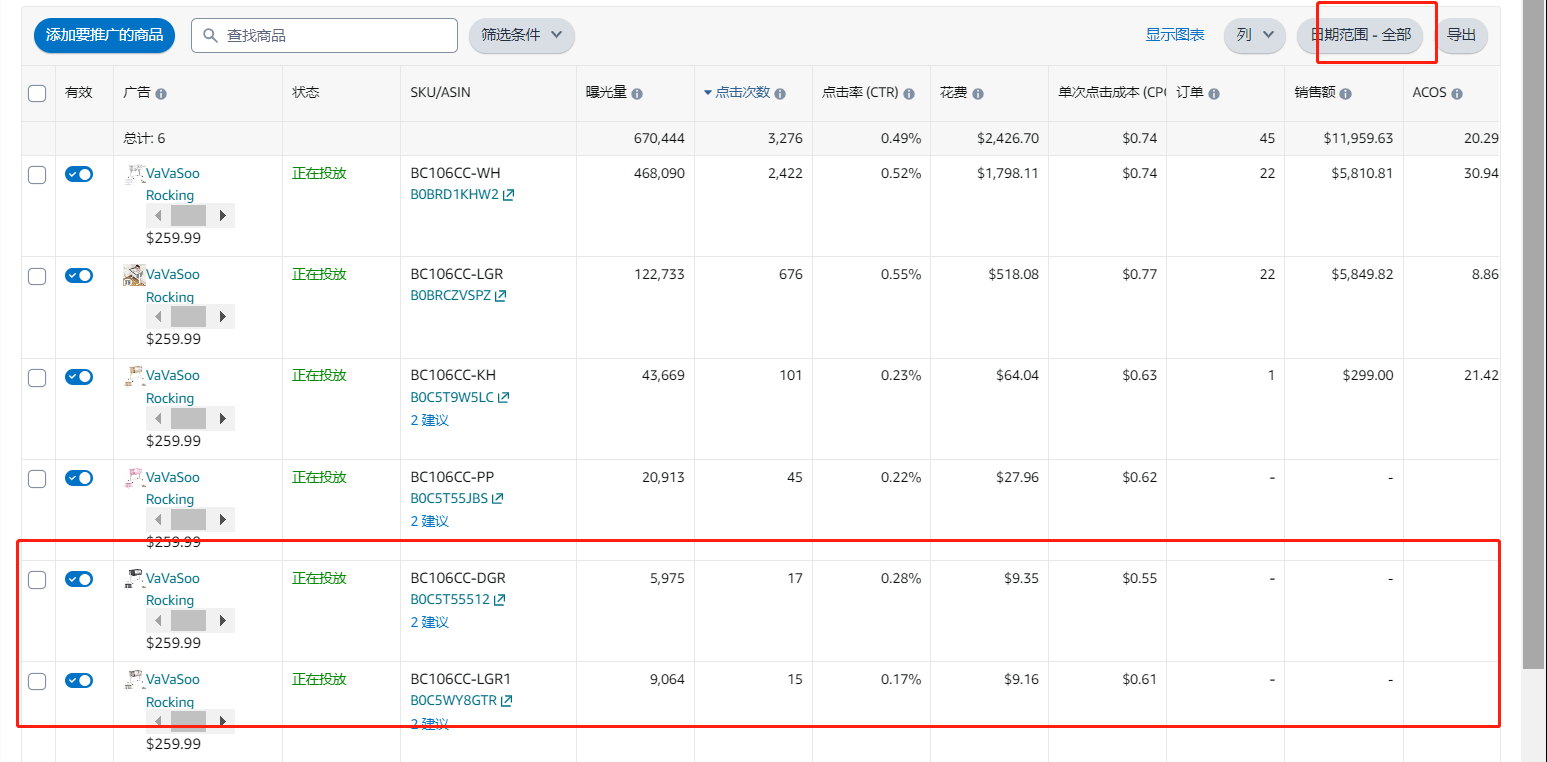 添加要推广的商品 查找商品 筛选条件 显示图表 列 日期范围 - 全部 导出
有效 广告 状态 SKU/ASIN 曝光量 点击次数 点击率 (CTR) 花费 单次点击成本 (CPC 订单 销售额 ACOS
总计: 6 670,444 3,276 0.49% $2,426.70 $0.74 45 $11,959.63 20.29
VaVaSoo 正在投放 BC106CC-WH 468,090 2,422 0.52% $1,798.11 $0.74 22 $5,810.81 30.94
Rocking B0BRD1KHW2
$259.99
VaVaSoo 正在投放 BC106CC-LGR 122,733 676 0.55% $518.08 $0.77 22 $5,849.82 8.86
Rocking B0BRCZVSPZ
$259.99
VaVaSoo 正在投放 BC106CC-KH 43,669 101 0.23% $64.04 $0.63 1 $299.00 21.42
Rocking B0C5T9W5LC
2 建议
$259.99
VaVaSoo 正在投放 BC106CC-PP 20,913 45 0.22% $27.96 $0.62 - -
Rocking B0C5T55JBS
2 建议
$259.99
VaVaSoo 正在投放 BC106CC-DGR 5,975 17 0.28% $9.35 $0.55 - -
Rocking B0C5T55512
2 建议
$259.99
VaVaSoo 正在投放 BC106CC-LGR1 9,064 15 0.17% $9.16 $0.61 - -
Rocking B0C5WY8GTR
2 建议
$259.99